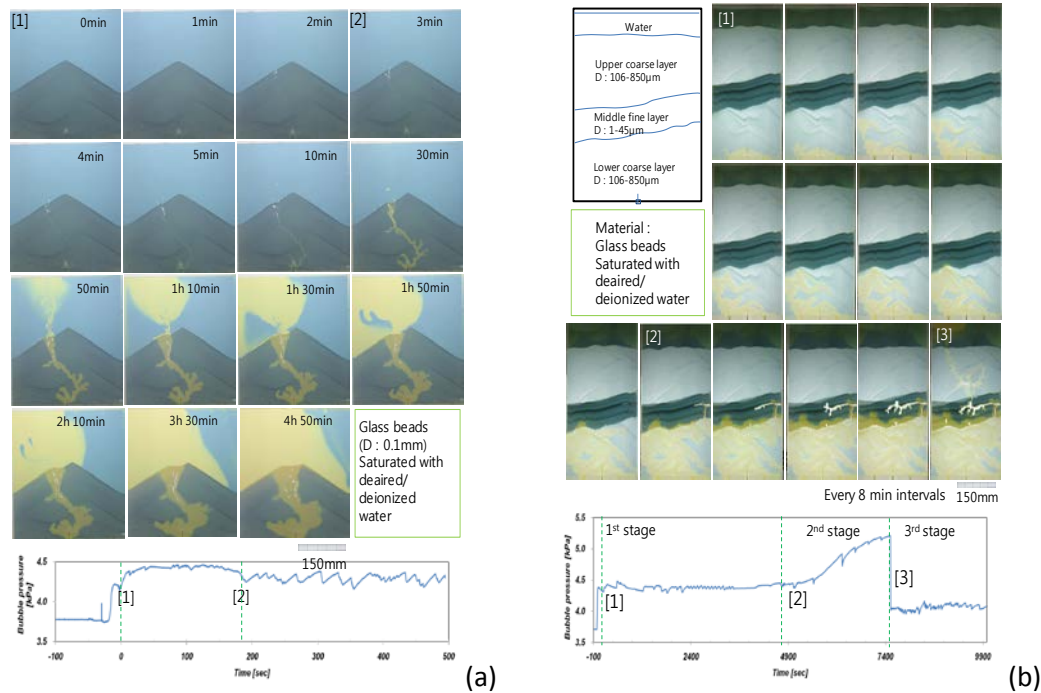 [1]
0min
1min
2min
[2]
3min
4min
5min
10min
30min
50min
1h 10min
1h 30min
1h 50min
2h 10min
3h 30min
4h 50min
Glass beads
(D : 0.1mm)
Saturated with
deaired/
deionized
water
150mm
Bubble pressure
[kPa]
4.5
4.0
3.5
[1]
[2]
-100
0
100
200
300
400
500
Time [sec]
(a)
Water
Upper coarse layer
D : 106-850μm
Middle fine layer
D : 1-45μm
Lower coarse layer
D : 106-850μm
Material :
Glass beads
Saturated with
deaired/
deionized water
[1]
[2]
[3]
Every 8 min intervals
150mm
Bubble pressure [kPa]
5.5
5.0
4.5
4.0
3.5
1st stage
2nd stage
3rd stage
[1]
[2]
[3]
-100
2400
4900
7400
9900
Time [sec]
(b)